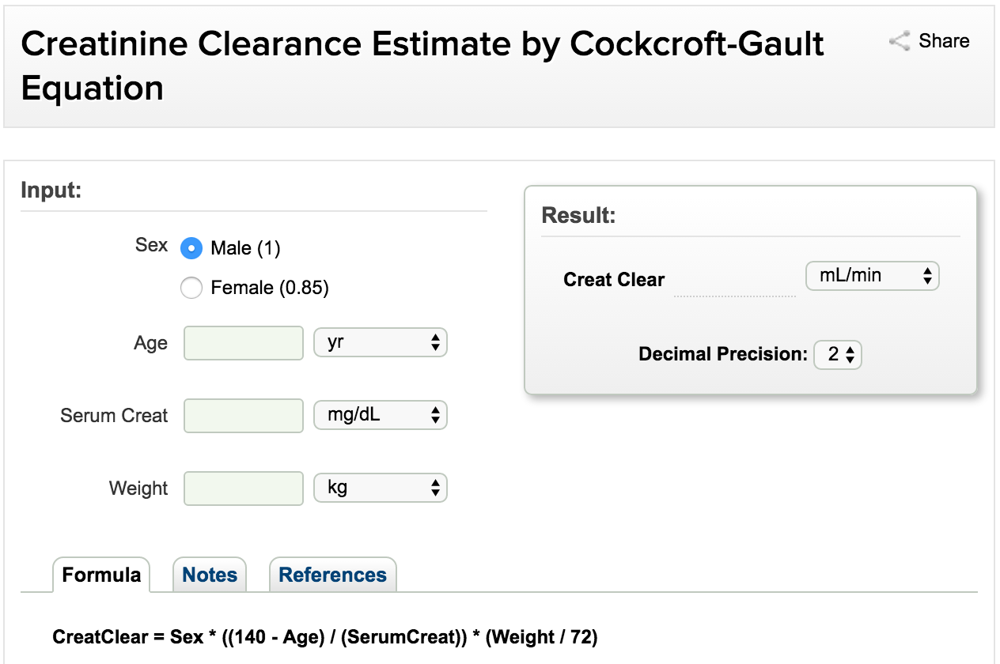 Creatinine Clearance Estimate by Cockcroft-Gault
Equation
Share
Input:
Sex
Male (1)
Female (0.85)
Age
yr
Serum Creat
mg/dL
Weight
kg
Result:
Creat Clear
mL/min
Decimal Precision: 2
Formula
Notes
References
CreatClear = Sex * ((140 - Age) / (SerumCreat)) * (Weight / 72)